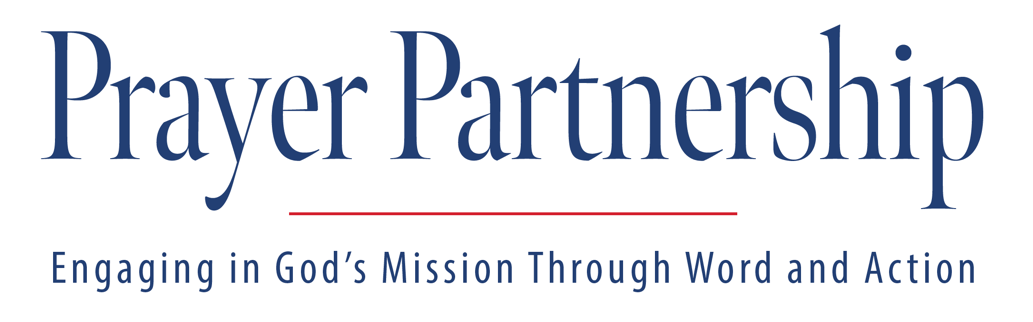 Prayer Partnership
Engaging in God’s Mission Through Word and Action